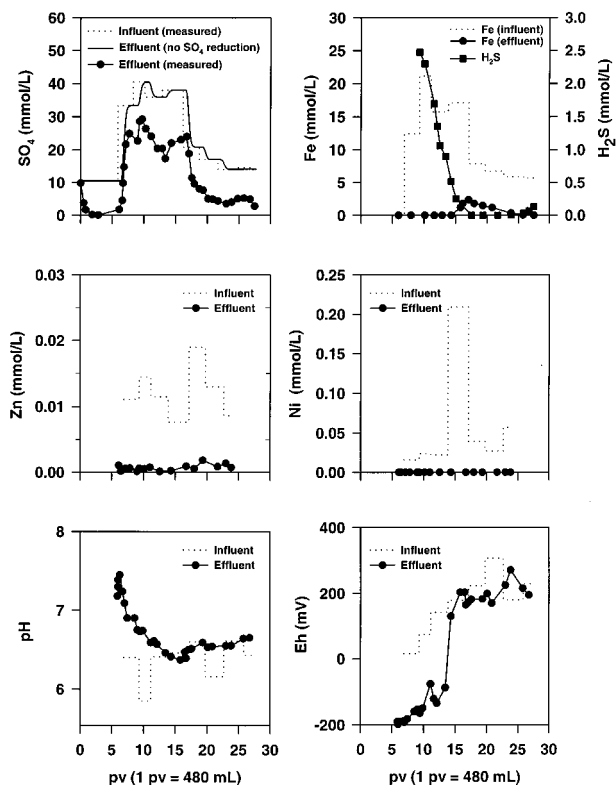 60
50
40
30
20
10
0
SO4 (mmol/L)
Influent (measured)
Effluent (no SO4 reduction)
Effluent (measured)
30
25
20
15
10
5
0
Fe (mmol/L)
Fe (influent)
Fe (effluent)
H2S
3.0
2.5
2.0
1.5
1.0
0.5
0.0
H2S (mmol/L)
0.03
0.02
0.01
0.00
Zn (mmol/L)
Influent
Effluent
0.25
0.20
0.15
0.10
0.05
0.00
Ni (mmol/L)
Influent
Effluent
8
7
6
pH
Influent
Effluent
0 5 10 15 20 25 30
pv (1 pv = 480 mL)
400
200
0
-200
Eh (mV)
Influent
Effluent
0 5 10 15 20 25 30
pv (1 pv = 480 mL)